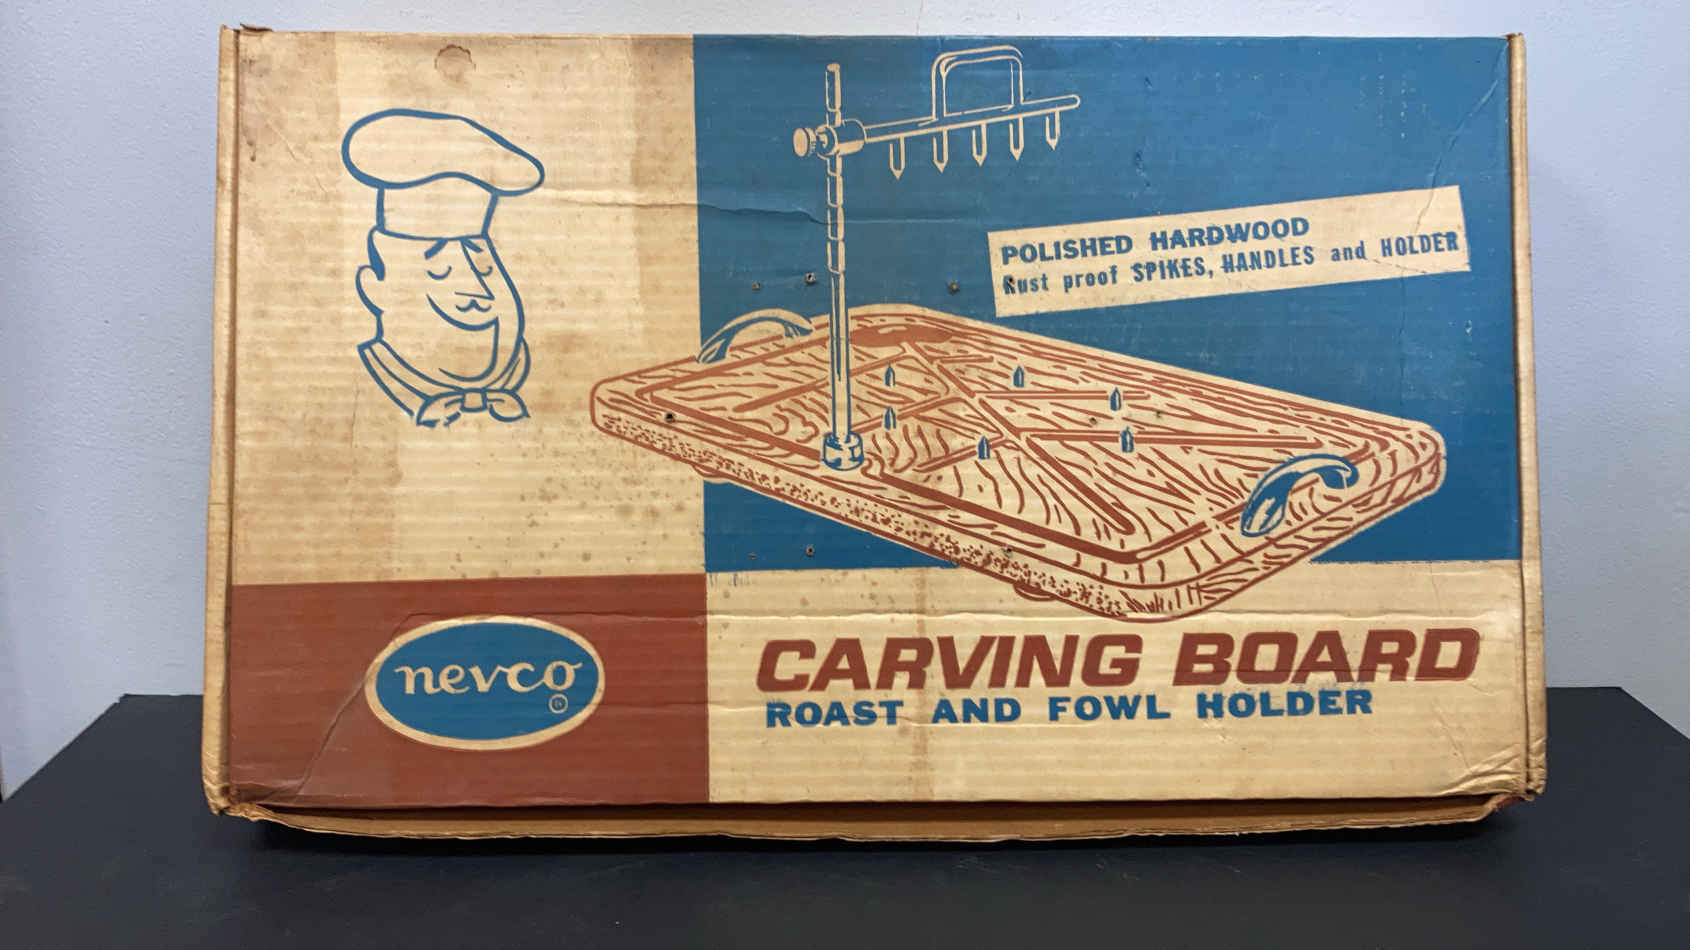 POLISHED HARDWOOD
Rust proof SPIKES, HANDLES and HOLDER
nevco
®
CARVING BOARD
ROAST AND FOWL HOLDER